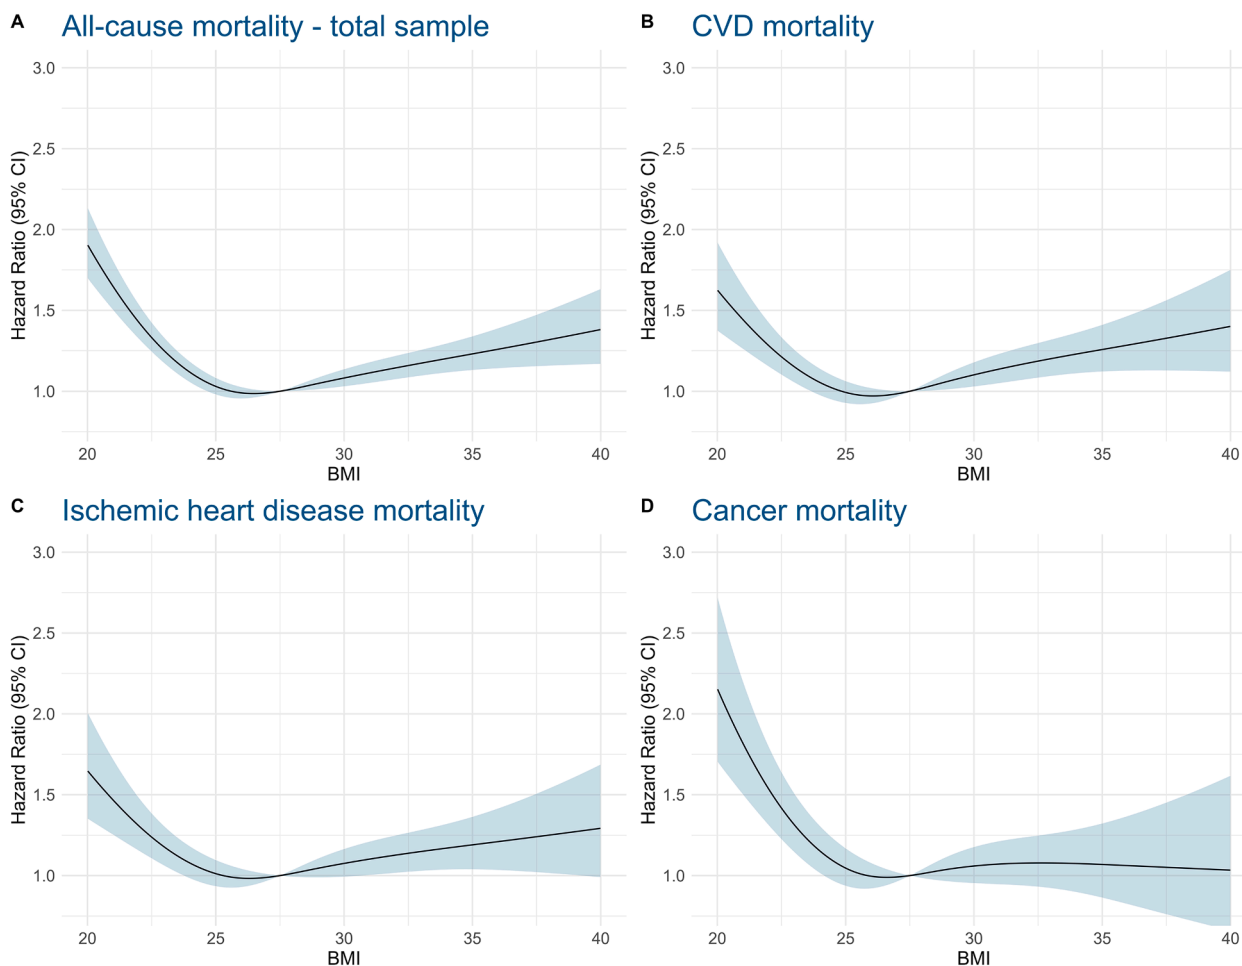 A All-cause mortality - total sample
3.0
2.5
2.0
1.5
1.0
Hazard Ratio (95% CI)
20 25 30 35 40
BMI
B CVD mortality
3.0
2.5
2.0
1.5
1.0
Hazard Ratio (95% CI)
20 25 30 35 40
BMI
C Ischemic heart disease mortality
3.0
2.5
2.0
1.5
1.0
Hazard Ratio (95% CI)
20 25 30 35 40
BMI
D Cancer mortality
3.0
2.5
2.0
1.5
1.0
Hazard Ratio (95% CI)
20 25 30 35 40
BMI